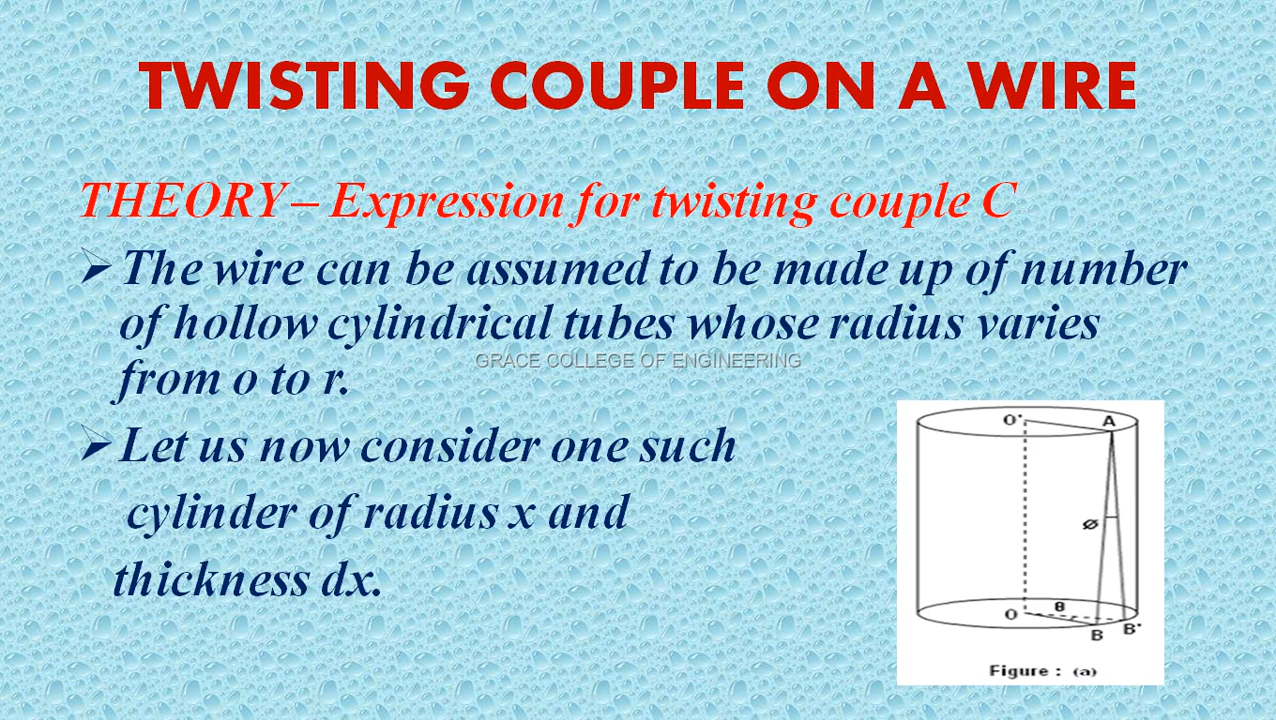 TWISTING COUPLE ON A WIRE
THEORY – Expression for twisting couple C
➢ The wire can be assumed to be made up of number
of hollow cylindrical tubes whose radius varies
GRACE COLLEGE OF ENGINEERING
from o to r.
➢ Let us now consider one such
cylinder of radius x and
thickness dx.
O' A
Ø
θ
O B B'
Figure : (a)